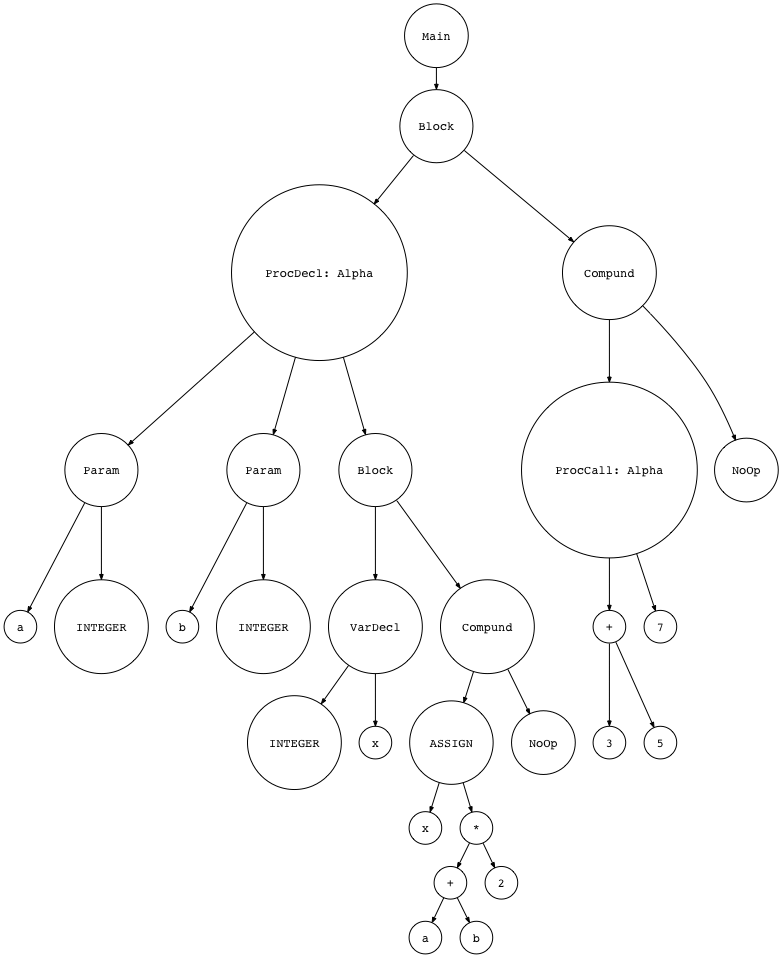 Main
Block
ProcDecl: Alpha
Compund
Param
Param
Block
ProcCall: Alpha
NoOp
a
INTEGER
b
INTEGER
VarDecl
Compund
+
7
INTEGER
x
ASSIGN
NoOp
3
5
x
*
+
2
a
b